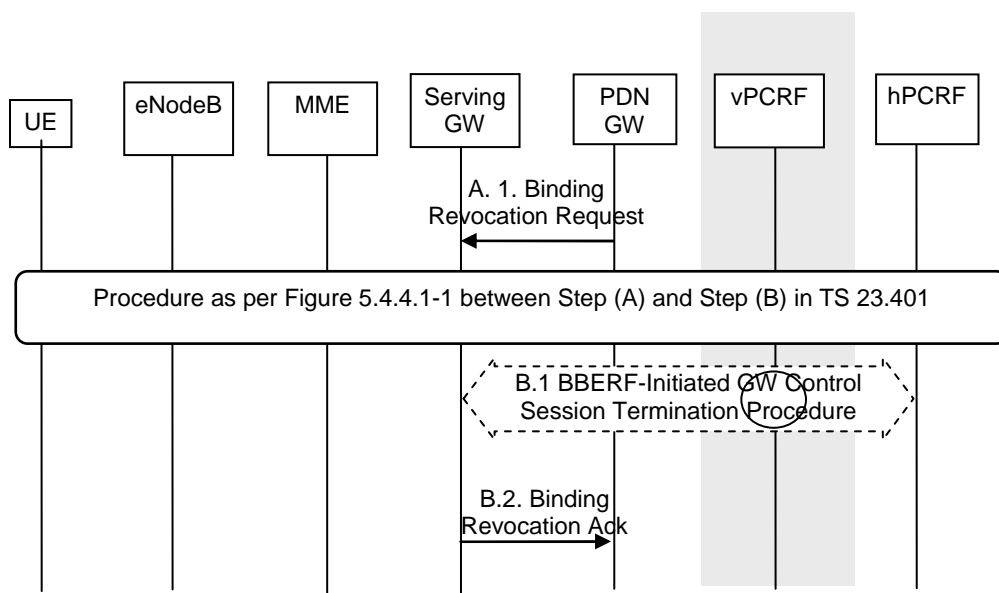 UE
eNodeB
MME
Serving
GW
PDN
GW
vPCRF
hPCRF
A. 1. Binding
Revocation Request
Procedure as per Figure 5.4.4.1-1 between Step (A) and Step (B) in TS 23.401
B.1 BBERF-Initiated GW Control
Session Termination Procedure
B.2. Binding
Revocation Ack